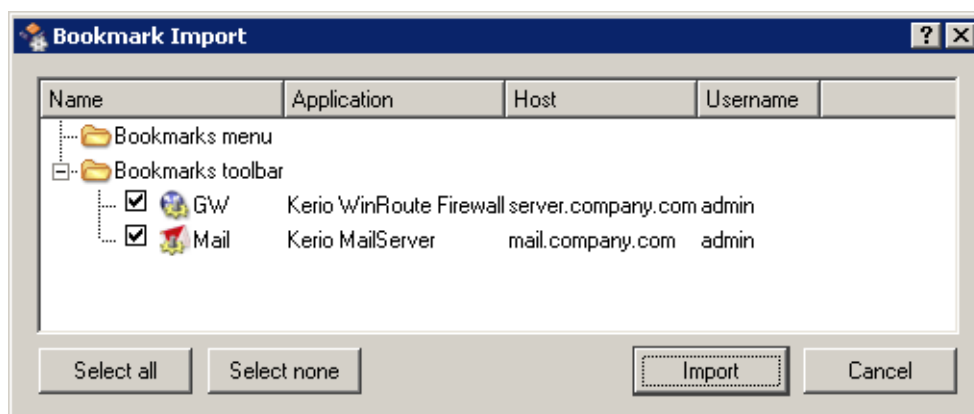 Bookmark Import
Name Application Host Username
Bookmarks menu
Bookmarks toolbar
GW Kerio WinRoute Firewall server.company.com admin
Mail Kerio MailServer mail.company.com admin
Select all Select none Import Cancel